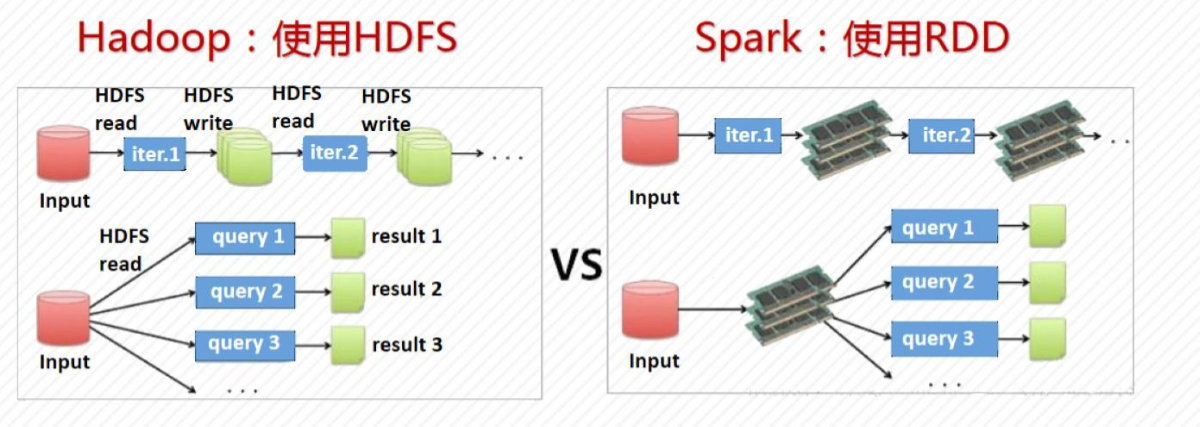 Hadoop：使用HDFS
HDFS read
HDFS write
HDFS read
HDFS write
iter.1
iter.2
...
Input
HDFS read
query 1
result 1
query 2
result 2
query 3
result 3
Input
...
VS
Spark：使用RDD
iter.1
iter.2
..
Input
query 1
query 2
query 3
Input
...